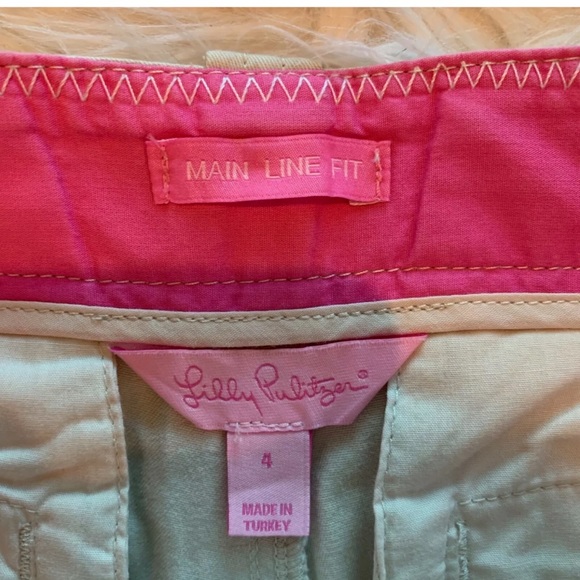 MAIN LINE FIT
Lilly Pulitzer®
4
MADE IN
TURKEY